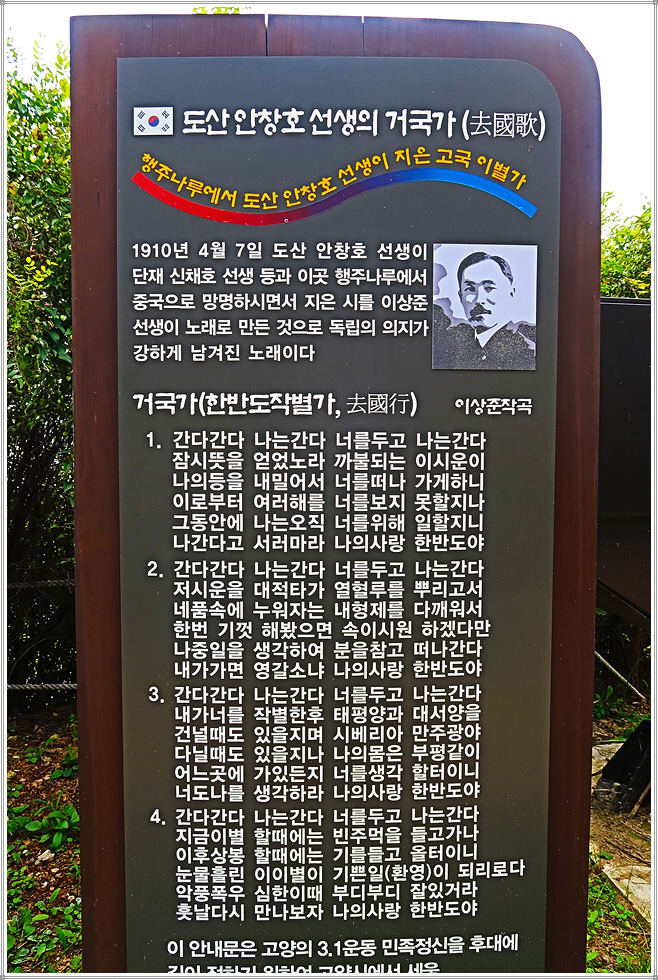 도산 안창호 선생의 거국가 (去國歌)
행주나루에서 도산 안창호 선생이 지은 고국 이별가
1910년 4월 7일 도산 안창호 선생이
단재 신채호 선생 등과 이곳 행주나루에서
중국으로 망명하시면서 지은 시를 이상준
선생이 노래로 만든 것으로 독립의 의지가
강하게 남겨진 노래이다
거국가(한반도작별가, 去國行) 이상준작곡
1. 간다간다 나는간다 너를두고 나는간다
잠시뜻을 얻었노라 까불되는 이시운이
나의등을 내밀어서 너를떠나 가게하니
이로부터 여러해를 너를보지 못할지나
그동안에 나는오직 너를위해 일할지니
나간다고 서러마라 나의사랑 한반도야
2. 간다간다 나는간다 너를두고 나는간다
저시운을 대적타가 열혈루를 뿌리고서
네품속에 누워자는 내형제를 다깨워서
한번 기껏 해봤으면 속이시원 하겠다만
나중일을 생각하여 분을참고 떠나간다
내가가면 영갈소냐 나의사랑 한반도야
3. 간다간다 나는간다 너를두고 나는간다
내가너를 작별한후 태평양과 대서양을
건널때도 있을지며 시베리아 만주광야
다닐때도 있을지나 나의몸은 부평같이
어느곳에 가있든지 너를생각 할터이니
너도나를 생각하라 나의사랑 한반도야
4. 간다간다 나는간다 너를두고 나는간다
지금이별 할때에는 빈주먹을 들고가나
이후상봉 할때에는 기를들고 올터이니
눈물흘린 이이별이 기쁜일(환영)이 되리로다
악풍폭우 심한이때 부디부디 잘있거라
훗날다시 만나보자 나의사랑 한반도야
이 안내문은 고양의 3.1운동 민족정신을 후대에
깊이 전하기 위하여 고양시에서 세움